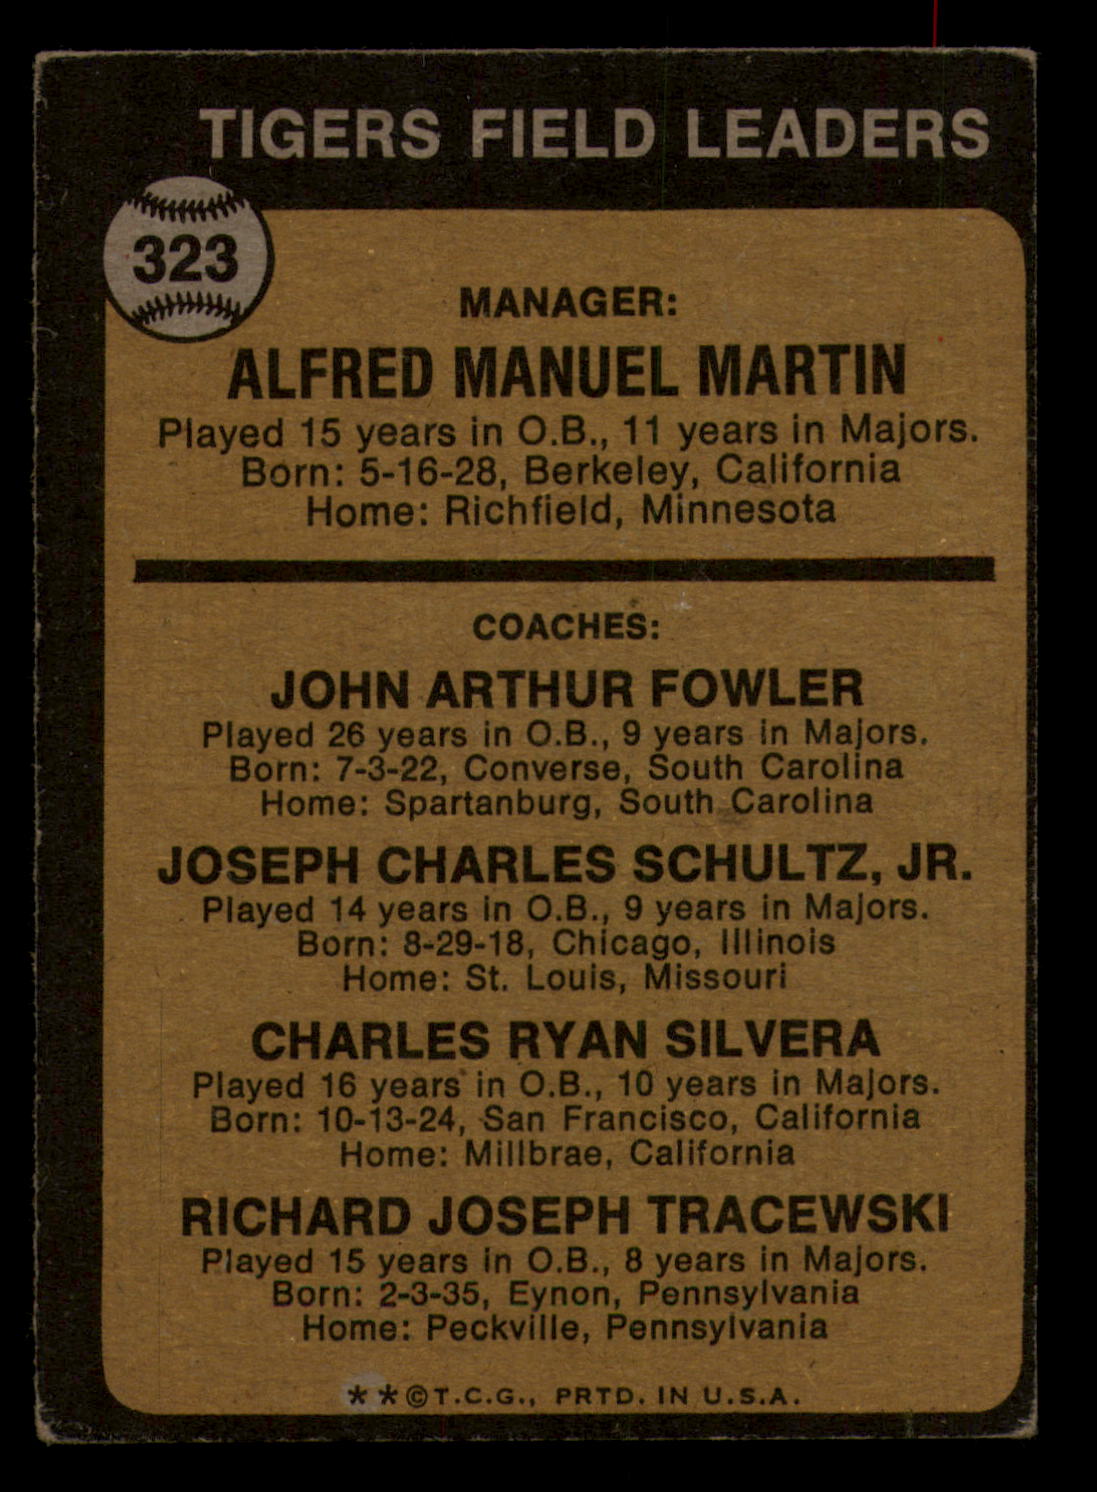 TIGERS FIELD LEADERS
323
MANAGER:
ALFRED MANUEL MARTIN
Played 15 years in O.B., 11 years in Majors.
Born: 5-16-28, Berkeley, California
Home: Richfield, Minnesota
COACHES:
JOHN ARTHUR FOWLER
Played 26 years in O.B., 9 years in Majors.
Born: 7-3-22, Converse, South Carolina
Home: Spartanburg, South Carolina
JOSEPH CHARLES SCHULTZ, JR.
Played 14 years in O.B., 9 years in Majors.
Born: 8-29-18, Chicago, Illinois
Home: St. Louis, Missouri
CHARLES RYAN SILVERA
Played 16 years in O.B., 10 years in Majors.
Born: 10-13-24, San Francisco, California
Home: Millbrae, California
RICHARD JOSEPH TRACEWSKI
Played 15 years in O.B., 8 years in Majors.
Born: 2-3-35, Eynon, Pennsylvania
Home: Peckville, Pennsylvania
**©T.C.G., PRTD. IN U.S.A.